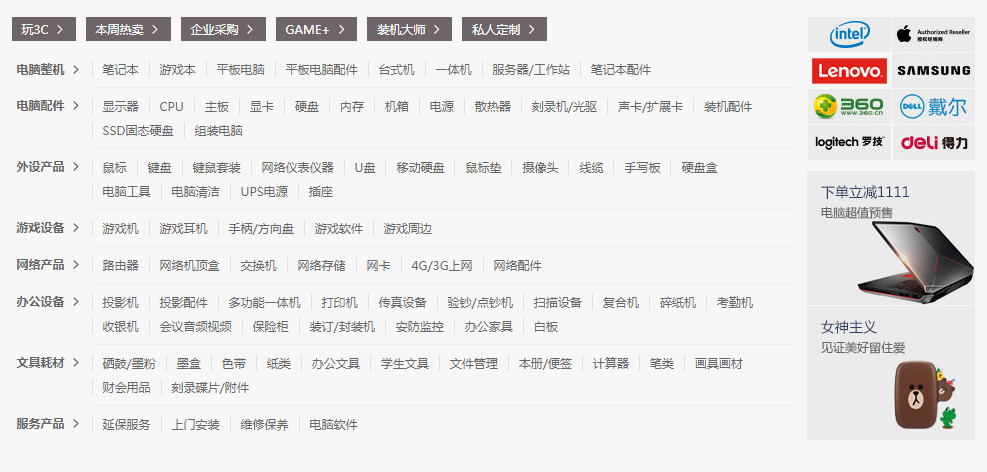 玩3C 本周热卖 企业采购 GAME+ 装机大师 私人定制
电脑整机 笔记本 游戏本 平板电脑 平板电脑配件 台式机 一体机 服务器/工作站 笔记本配件
电脑配件 显示器 CPU 主板 显卡 硬盘 内存 机箱 电源 散热器 刻录机/光驱 声卡/扩展卡 装机配件
SSD固态硬盘 组装电脑
外设产品 鼠标 键盘 键鼠套装 网络仪表仪器 U盘 移动硬盘 鼠标垫 摄像头 线缆 手写板 硬盘盒
电脑工具 电脑清洁 UPS电源 插座
游戏设备 游戏机 游戏耳机 手柄/方向盘 游戏软件 游戏周边
网络产品 路由器 网络机顶盒 交换机 网络存储 网卡 4G/3G上网 网络配件
办公设备 投影机 投影配件 多功能一体机 打印机 传真设备 验钞/点钞机 扫描设备 复合机 碎纸机 考勤机
收银机 会议音频视频 保险柜 装订/封装机 安防监控 办公家具 白板
文具耗材 硒鼓/墨粉 墨盒 色带 纸类 办公文具 学生文具 文件管理 本册/便签 计算器 笔类 画具画材
财会用品 刻录碟片/附件
服务产品 延保服务 上门安装 维修保养 电脑软件
intel Authorized Reseller
授权经销商
Lenovo SAMSUNG
360 DELL 戴尔
WWW.360.CN
logitech 罗技 deli 得力
下单立减1111
电脑超值预售
女神主义
见证美好留住爱